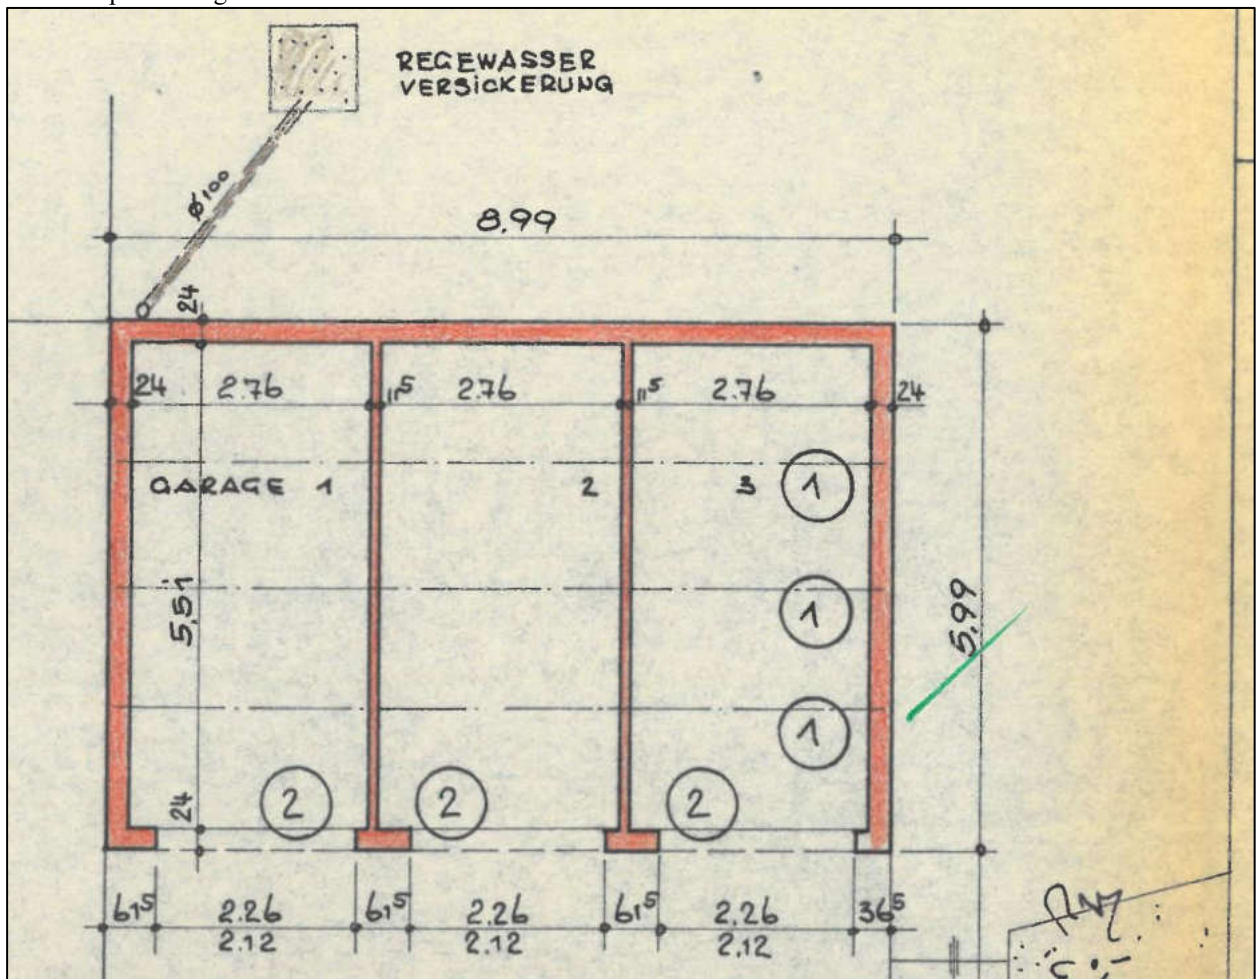 REGEWASSER
VERSICKERUNG
ø100
8.99
24
24 2.76 11⁵ 2.76 11⁵ 2.76 24
GARAGE 1 2 3 1
5,51
1
5,99
1
24
2 2 2
61⁵ 2.26 61⁵ 2.26 61⁵ 2.26 36⁵
2.12 2.12 2.12